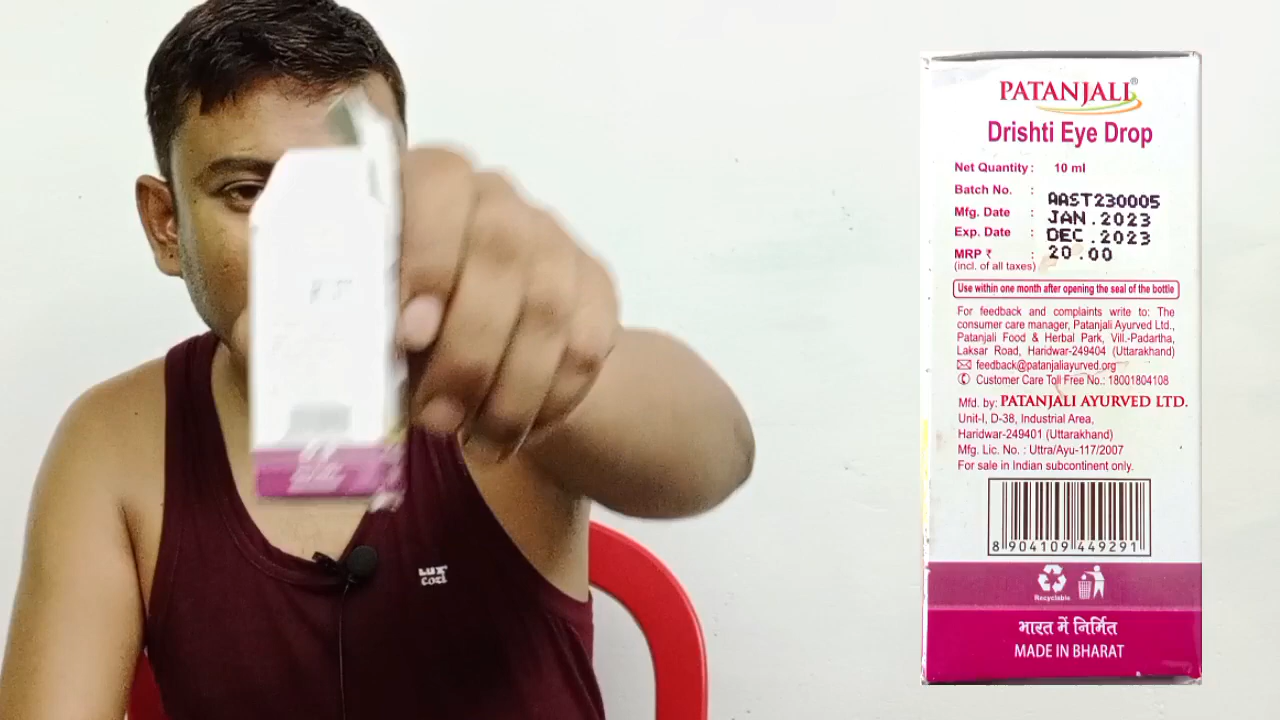 LUX
COZI
PATANJALI®
Drishti Eye Drop
Net Quantity : 10 ml
Batch No. : AAST230005
Mfg. Date : JAN.2023
Exp. Date : DEC.2023
MRP ₹ : 20.00
(incl. of all taxes)
Use within one month after opening the seal of the bottle
For feedback and complaints write to: The
consumer care manager, Patanjali Ayurved Ltd.,
Patanjali Food & Herbal Park, Vill.-Padartha,
Laksar Road, Haridwar-249404 (Uttarakhand)
feedback@patanjaliayurved.org
Customer Care Toll Free No.: 18001804108
Mfd. by: PATANJALI AYURVED LTD.
Unit-I, D-38, Industrial Area,
Haridwar-249401 (Uttarakhand)
Mfg. Lic. No. : Uttra/Ayu-117/2007
For sale in Indian subcontinent only.
8 904109 449291
Recyclable
भारत में निर्मित
MADE IN BHARAT